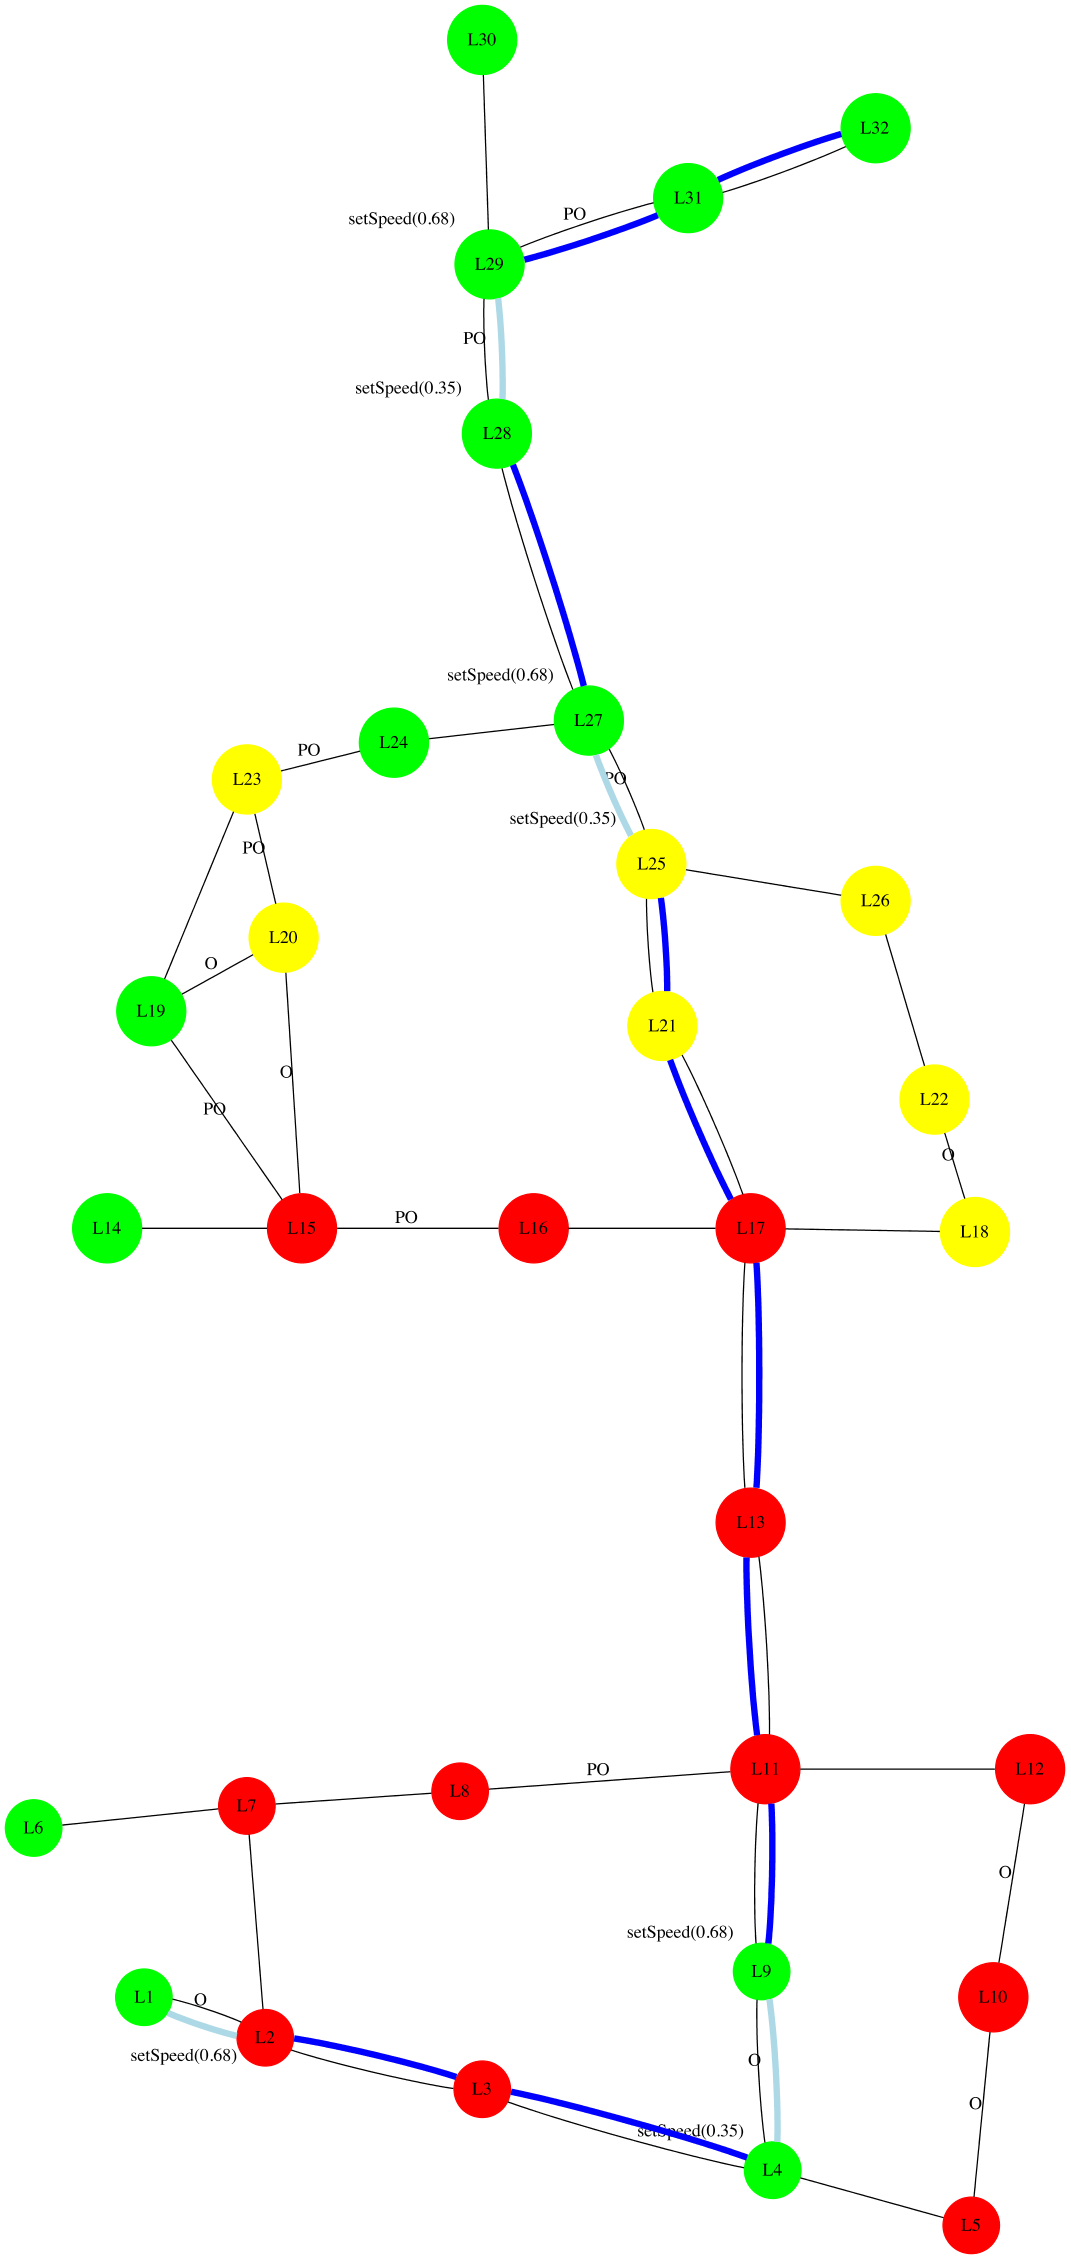 L30
L32
L31
PO
setSpeed(0.68)
L29
PO
setSpeed(0.35)
L28
setSpeed(0.68)
L27
L24
PO
L23
PO
setSpeed(0.35)
PO
L25
L26
L20
O
L19
L21
O
L22
PO
O
L14
L15
PO
L16
L17
L18
L13
L11
L12
PO
L8
L7
L6
O
setSpeed(0.68)
L9
L1
O
L10
L2
setSpeed(0.68)
O
L3
O
setSpeed(0.35)
L4
L5